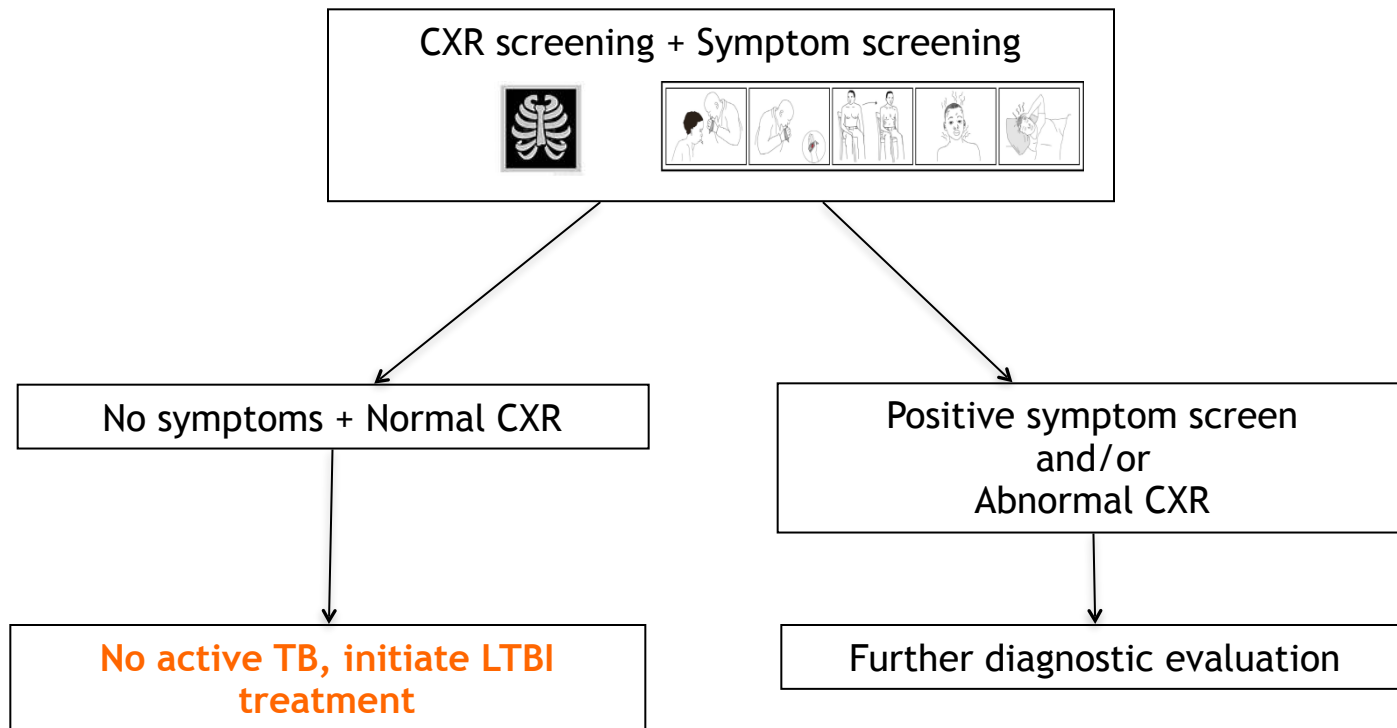 CXR screening + Symptom screening
No symptoms + Normal CXR
Positive symptom screen
and/or
Abnormal CXR
No active TB, initiate LTBI
treatment
Further diagnostic evaluation